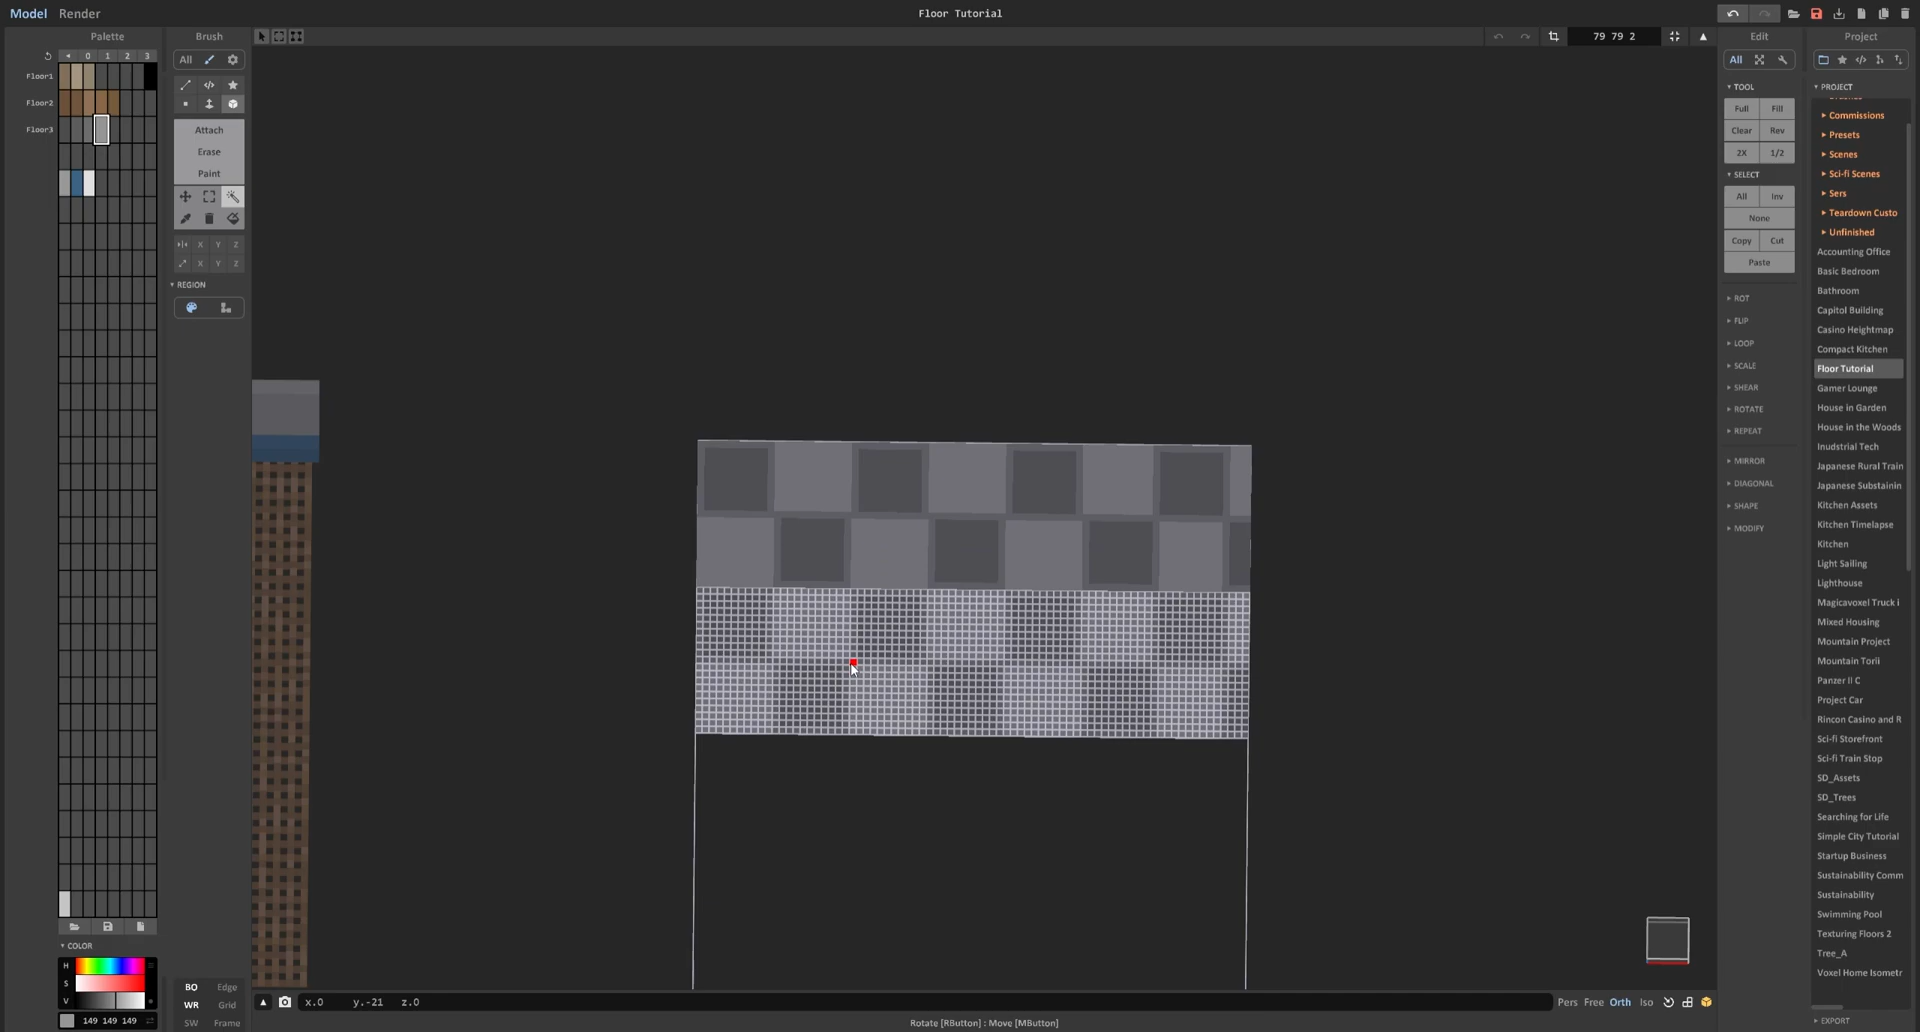 Model Render
Floor Tutorial
Palette
Brush
79 79 2
Edit
Project
0 1 2 3
All
All
Floor1
Floor2
Floor3
Attach
Erase
Paint
X Y Z
X Y Z
REGION
TOOL
Full Fill
Clear Rev
2X 1/2
SELECT
All Inv
None
Copy Cut
Paste
ROT
FLIP
LOOP
SCALE
SHEAR
ROTATE
REPEAT
MIRROR
DIAGONAL
SHAPE
MODIFY
PROJECT
Commissions
Presets
Scenes
Sci-fi Scenes
Sers
Teardown Custo
Unfinished
Accounting Office
Basic Bedroom
Bathroom
Capitol Building
Casino Heightmap
Compact Kitchen
Floor Tutorial
Gamer Lounge
House in Garden
House in the Woods
Inudstrial Tech
Japanese Rural Train
Japanese Substainin
Kitchen Assets
Kitchen Timelapse
Kitchen
Light Sailing
Lighthouse
Magicavoxel Truck i
Mixed Housing
Mountain Project
Mountain Torii
Panzer II C
Project Car
Rincon Casino and R
Sci-fi Storefront
Sci-fi Train Stop
SD_Assets
SD_Trees
Searching for Life
Simple City Tutorial
Startup Business
Sustainability Comm
Sustainability
Swimming Pool
Texturing Floors 2
Tree_A
Voxel Home Isometr
EXPORT
COLOR
H
S
V
149 149 149
BO Edge
WR Grid
SW Frame
x.0 y.-21 z.0
Pers Free Orth Iso
Rotate [RButton] : Move [MButton]